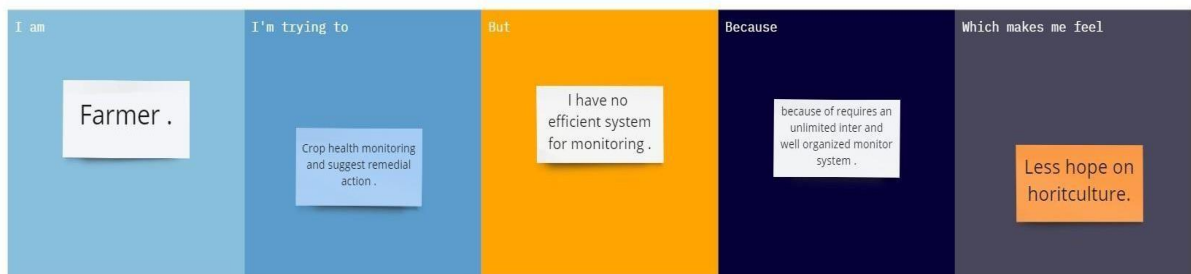 I am
Farmer .
I'm trying to
Crop health monitoring
and suggest remedial
action .
But
I have no
efficient system
for monitoring .
Because
because of requires an
unlimited inter and
well organized monitor
system .
Which makes me feel
Less hope on
horitculture.